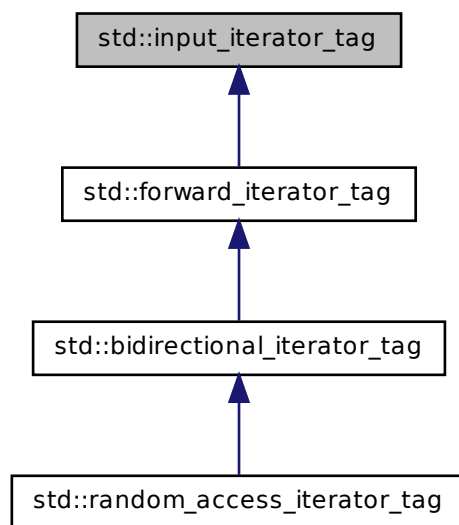 std::input_iterator_tag
std::forward_iterator_tag
std::bidirectional_iterator_tag
std::random_access_iterator_tag